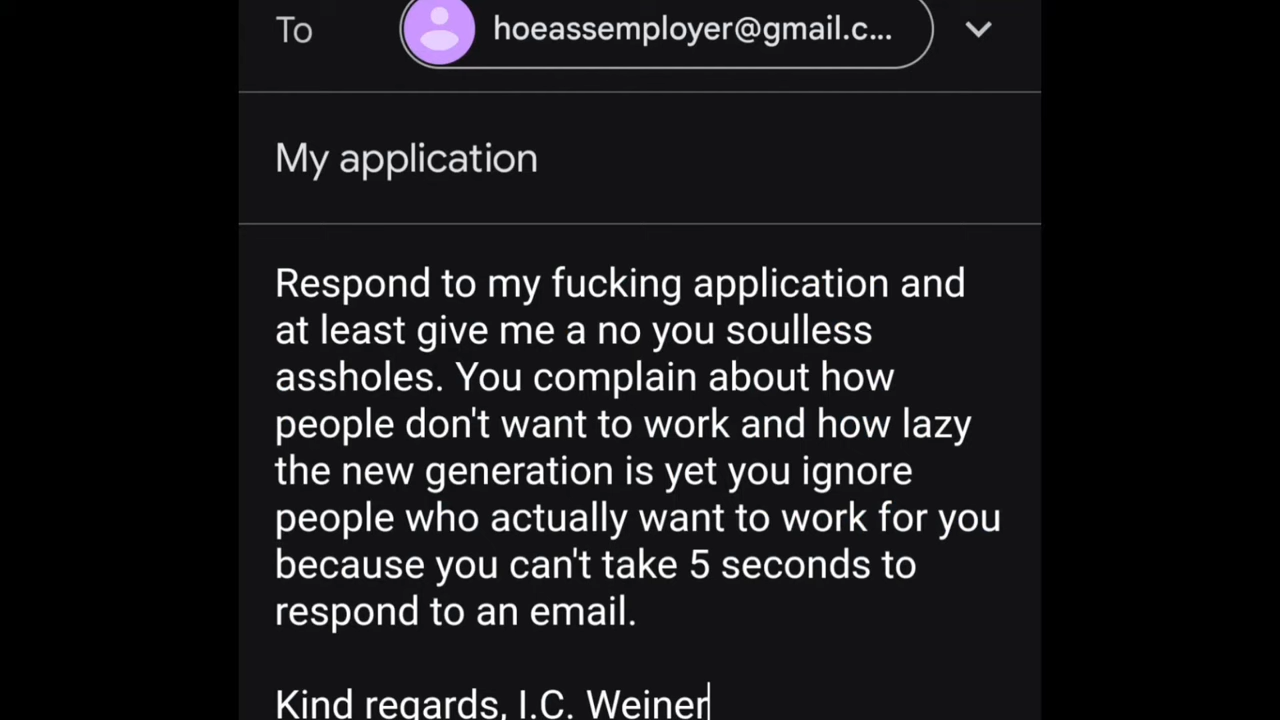 To hoeassemployer@gmail.c...
My application
Respond to my fucking application and
at least give me a no you soulless
assholes. You complain about how
people don't want to work and how lazy
the new generation is yet you ignore
people who actually want to work for you
because you can't take 5 seconds to
respond to an email.
Kind regards, I.C. Weiner